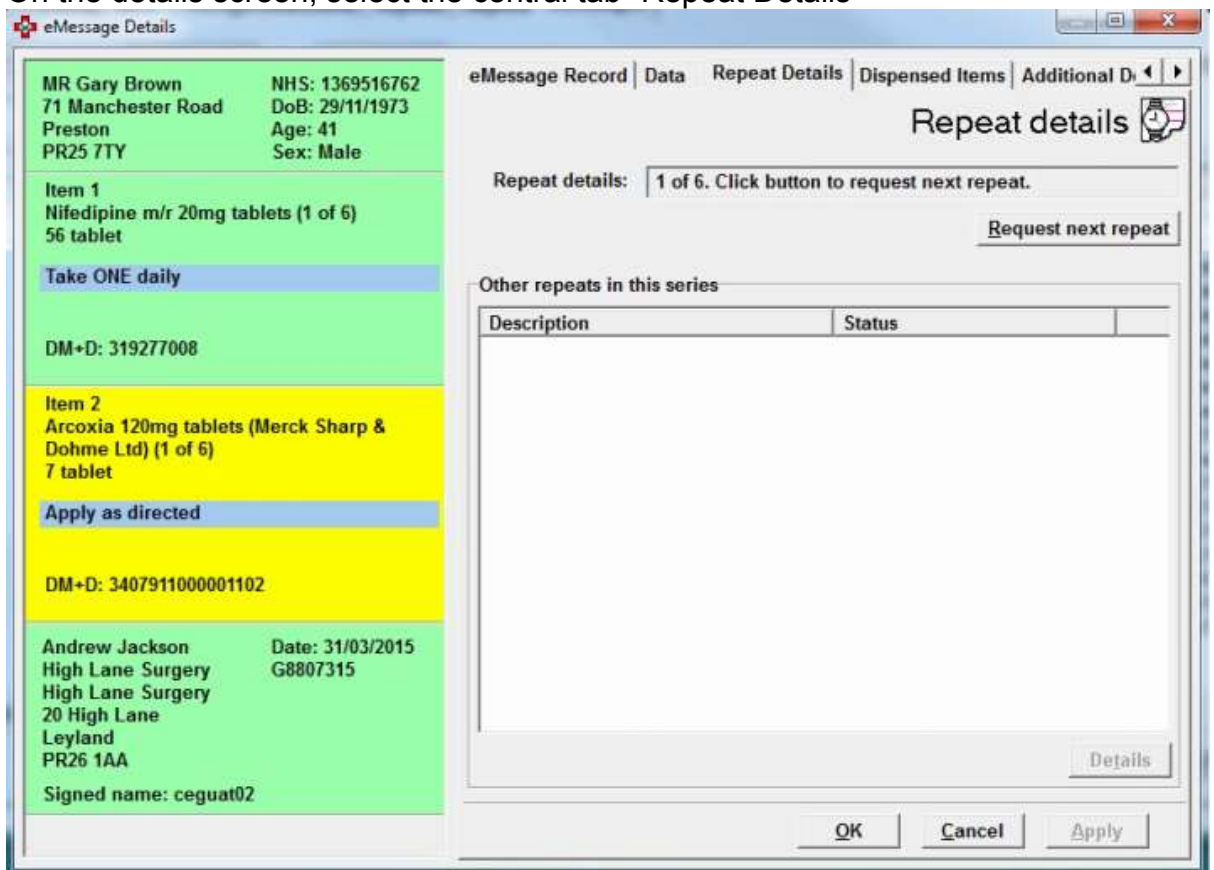 On the details screen, select the central tab "Repeat Details"
eMessage Details
MR Gary Brown NHS: 1369516762
71 Manchester Road DoB: 29/11/1973
Preston Age: 41
PR25 7TY Sex: Male
Item 1
Nifedipine m/r 20mg tablets (1 of 6)
56 tablet
Take ONE daily
DM+D: 319277008
Item 2
Arcoxia 120mg tablets (Merck Sharp &
Dohme Ltd) (1 of 6)
7 tablet
Apply as directed
DM+D: 3407911000001102
Andrew Jackson Date: 31/03/2015
High Lane Surgery G8807315
High Lane Surgery
20 High Lane
Leyland
PR26 1AA
Signed name: ceguat02
eMessage Record Data Repeat Details Dispensed Items Additional D
Repeat details
Repeat details: 1 of 6. Click button to request next repeat.
Request next repeat
Other repeats in this series
Description Status
Details
OK Cancel Apply